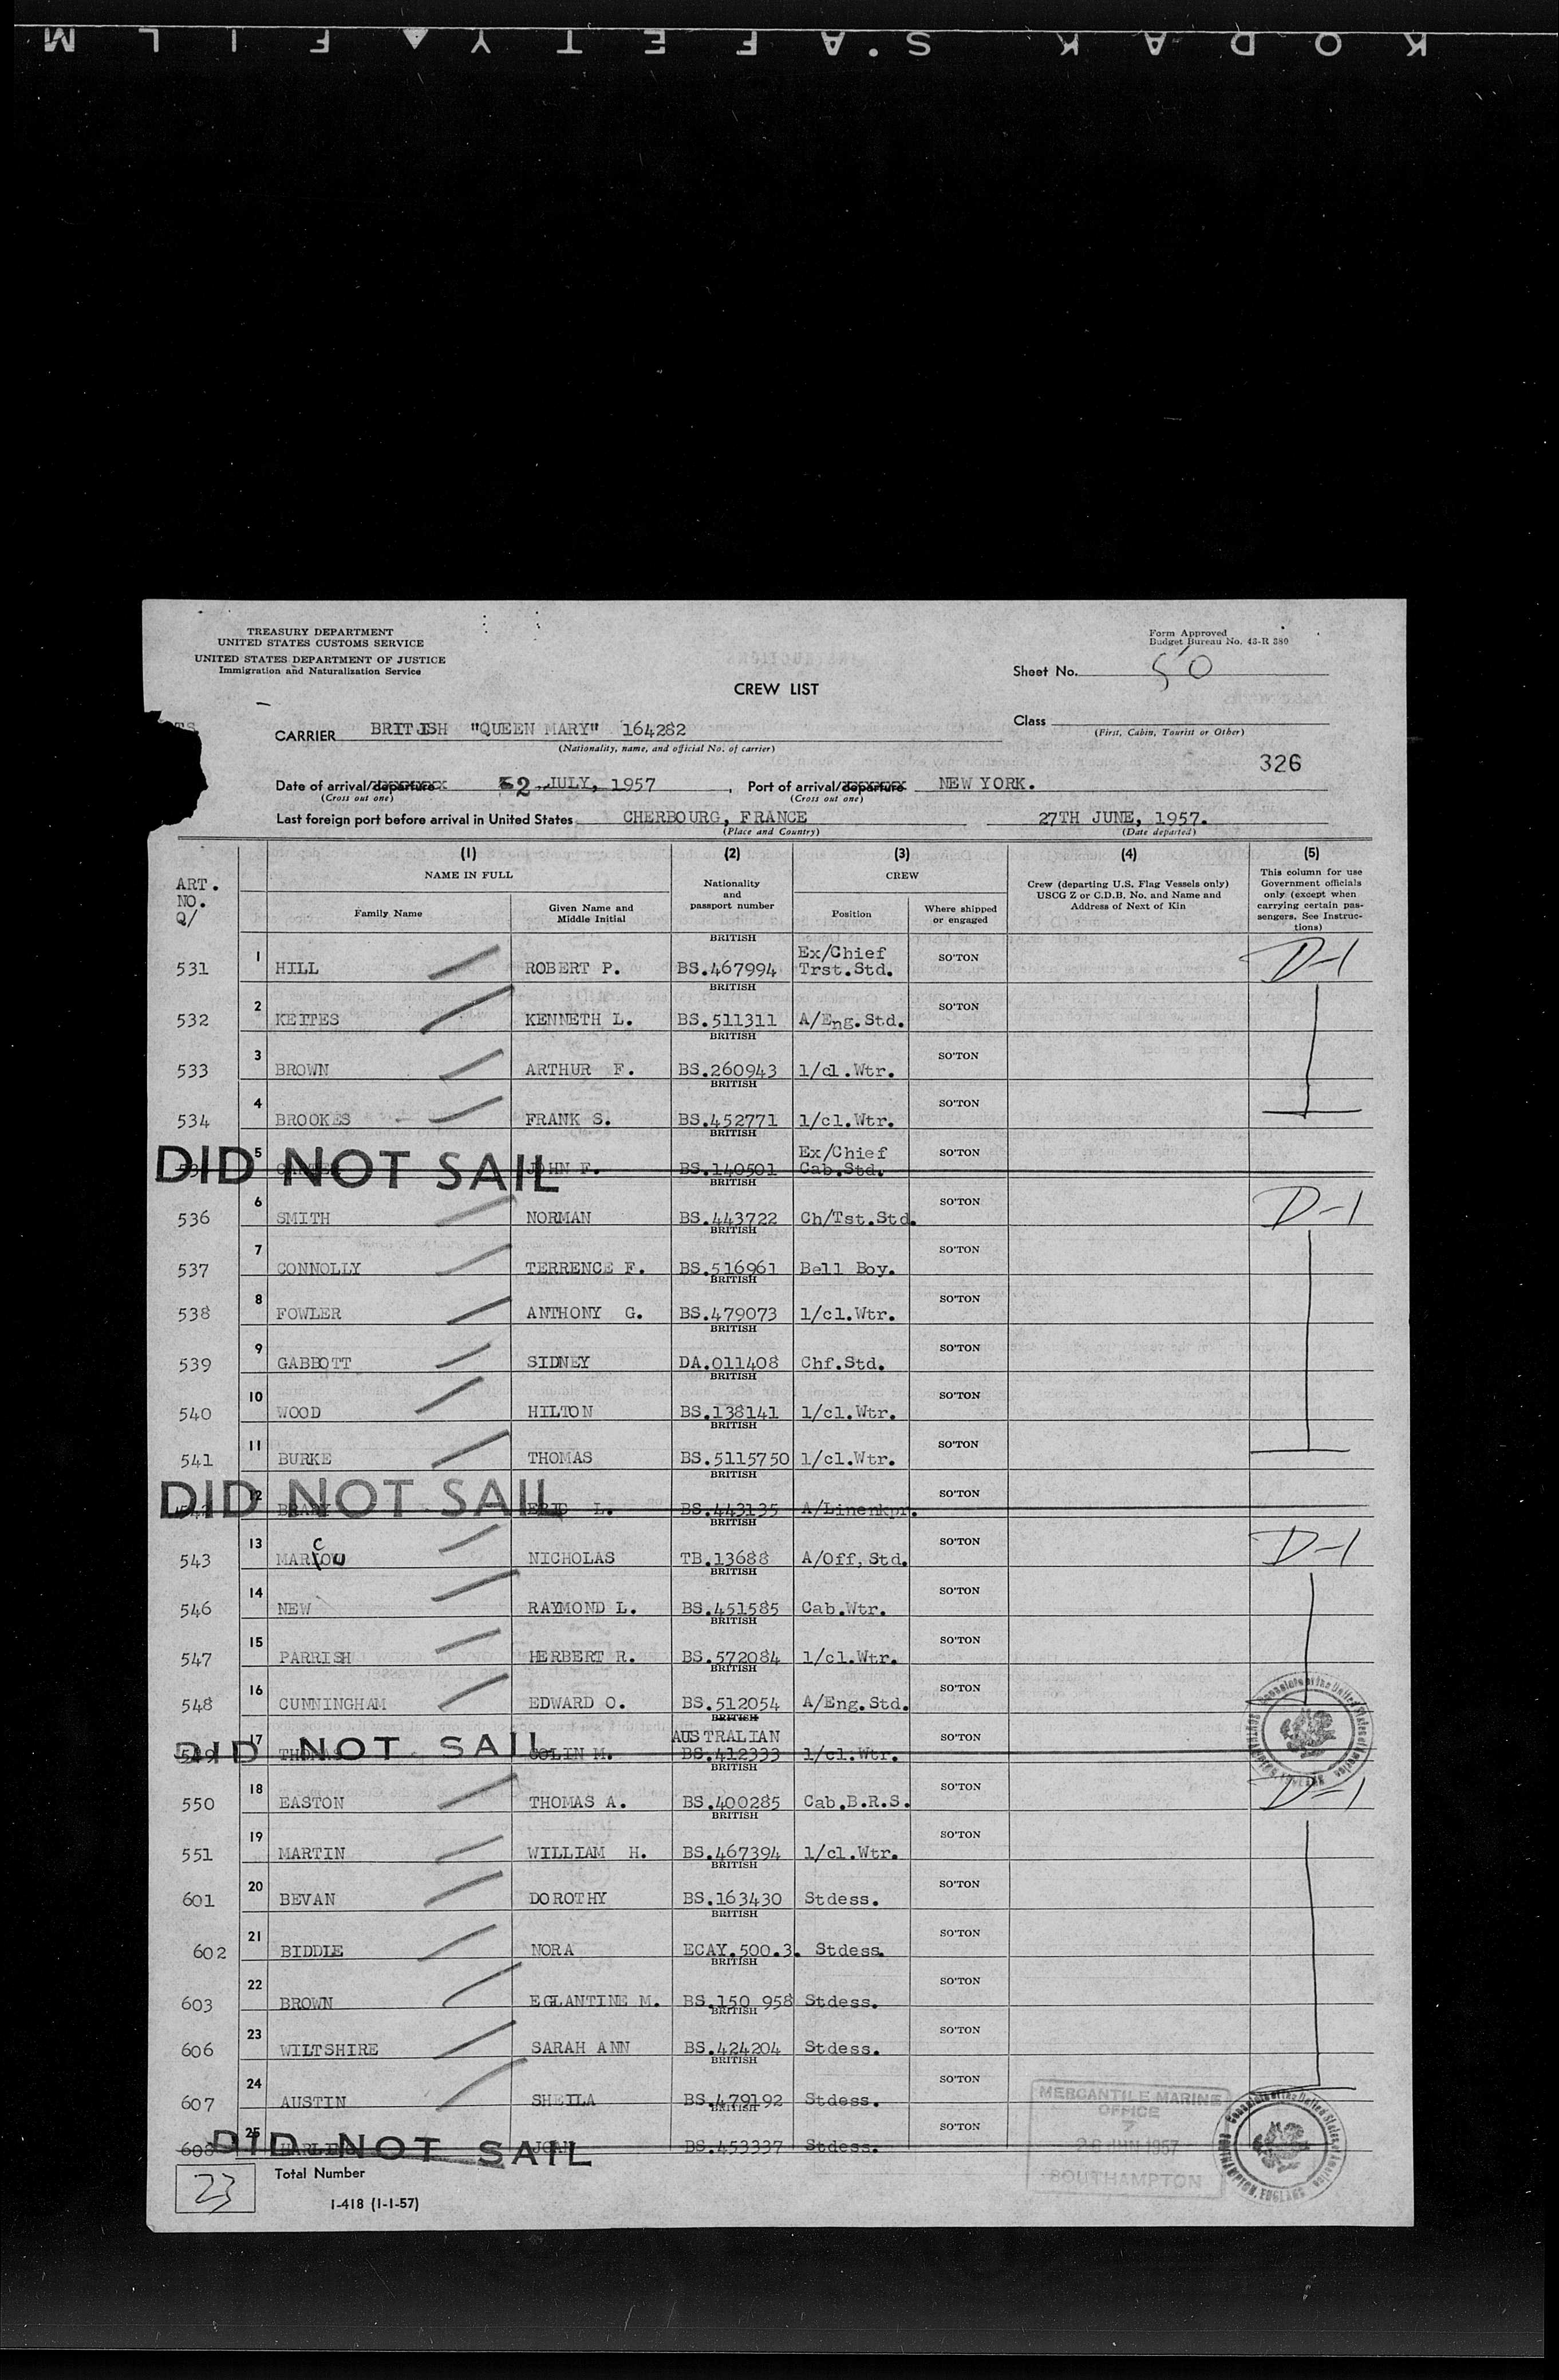 KODAK S.A F E T Y F I L M
TREASURY DEPARTMENT
UNITED STATES CUSTOMS SERVICE
UNITED STATES DEPARTMENT OF JUSTICE
Immigration and Naturalization Service
Form Approved
Budget Bureau No. 43-R 380
Sheet No. 50
CREW LIST
CARRIER BRITISH "QUEEN MARY" 164282
(Nationality, name, and official No. of carrier)
Class
(First, Cabin, Tourist or Other)
326
Date of arrival/departure 2 JULY, 1957, Port of arrival/departure NEW YORK.
(Cross out one) (Cross out one)
Last foreign port before arrival in United States CHERBOURG, FRANCE 27TH JUNE, 1957.
(Place and Country) (Date departed)
ART. NO. Q/
(1) NAME IN FULL
Family Name
Given Name and Middle Initial
(2) Nationality and passport number
(3) CREW
Position
Where shipped or engaged
(4) Crew (departing U.S. Flag Vessels only) USCG Z or C.D.B. No. and Name and Address of Next of Kin
(5) This column for use Government officials only (except when carrying certain passengers. See Instructions)
531 1 HILL ROBERT P. BRITISH BS.467994 Ex/Chief Trst.Std. SO'TON D-1
532 2 KEITES KENNETH L. BRITISH BS.511311 A/Eng.Std. SO'TON
533 3 BROWN ARTHUR F. BRITISH BS.260943 1/cl.Wtr. SO'TON
534 4 BROOKES FRANK S. BRITISH BS.452771 1/cl.Wtr. SO'TON
DID NOT SAIL 5 JOHN F. BRITISH BS.140501 Ex/Chief Cab.Std. SO'TON
536 6 SMITH NORMAN BRITISH BS.443722 Ch/Tst.Std. SO'TON D-1
537 7 CONNOLLY TERRENCE F. BRITISH BS.516961 Bell Boy. SO'TON
538 8 FOWLER ANTHONY G. BRITISH BS.479073 1/cl.Wtr. SO'TON
539 9 GABBOTT SIDNEY BRITISH DA.011408 Chf.Std. SO'TON
540 10 WOOD HILTON BRITISH BS.138141 1/cl.Wtr. SO'TON
541 11 BURKE THOMAS BRITISH BS.5115750 1/cl.Wtr. SO'TON
DID NOT SAIL 12 ERIC L. BRITISH BS.443135 A/Linenkpr. SO'TON
543 13 MARCOU NICHOLAS BRITISH TB.13688 A/Off,Std. SO'TON D-1
546 14 NEW RAYMOND L. BRITISH BS.451585 Cab.Wtr. SO'TON
547 15 PARRISH HERBERT R. BRITISH BS.572084 1/cl.Wtr. SO'TON
548 16 CUNNINGHAM EDWARD O. BRITISH BS.512054 A/Eng.Std. SO'TON
549 DID NOT SAIL 17 COLIN M. BRITISH AUSTRALIAN BS.412333 1/cl.Wtr. SO'TON
550 18 EASTON THOMAS A. BRITISH BS.400285 Cab.B.R.S. SO'TON D-1
551 19 MARTIN WILLIAM H. BRITISH BS.467394 1/cl.Wtr. SO'TON
601 20 BEVAN DOROTHY BRITISH BS.163430 Stdess. SO'TON
602 21 BIDDLE NORA BRITISH ECAY.500.3. Stdess. SO'TON
603 22 BROWN EGLANTINE M. BRITISH BS.150 958 Stdess. SO'TON
606 23 WILTSHIRE SARAH ANN BRITISH BS.424204 Stdess. SO'TON
607 24 AUSTIN SHEILA BRITISH BS.479192 Stdess. SO'TON
608 DID NOT SAIL 25 BRITISH BS.453337 Stdess. SO'TON
MERCANTILE MARINE OFFICE
7
26 JUN 1957
SOUTHAMPTON
Consulate of the United States of America
SOUTHAMPTON, ENGLAND
23 Total Number
I-418 (1-1-57)